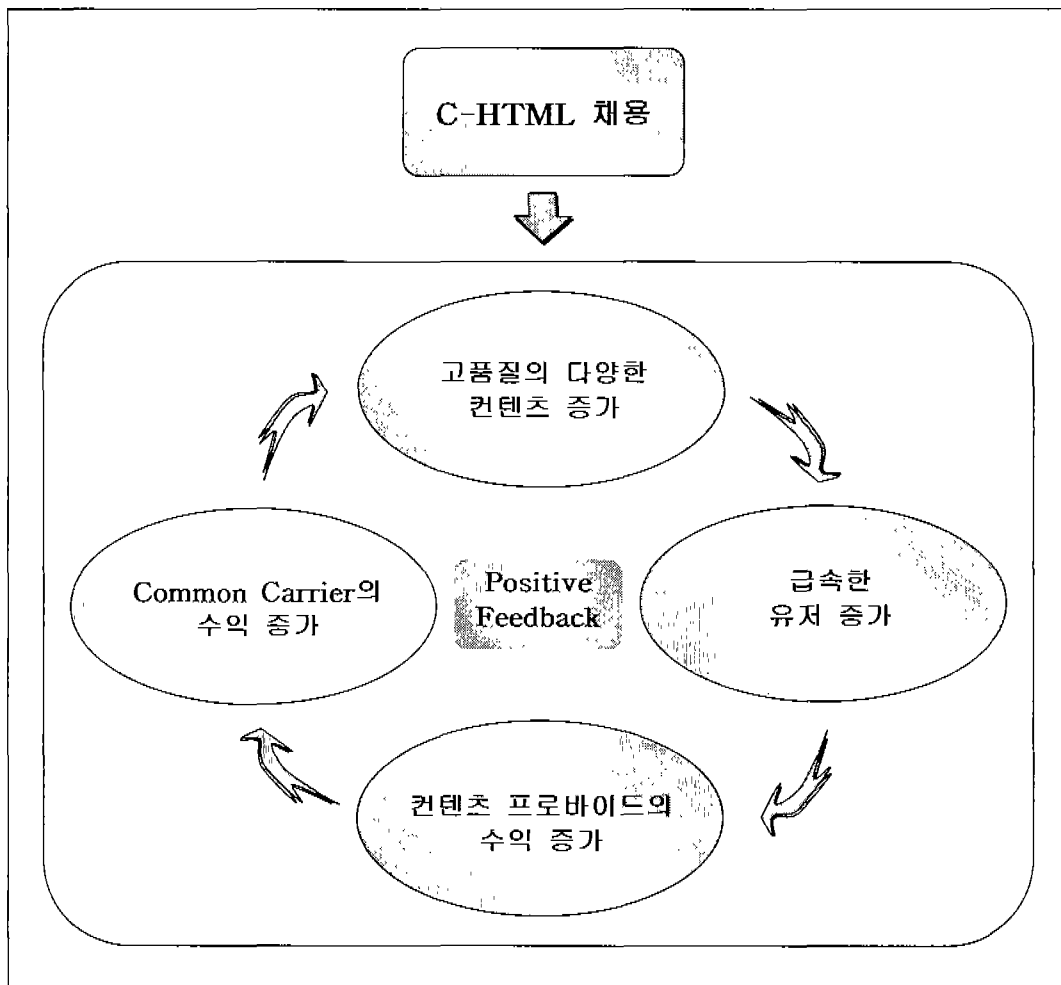 C-HTML 채용
고품질의 다양한
컨텐츠 증가
Common Carrier의
수익 증가
Positive
Feedback
급속한
유저 증가
컨텐츠 프로바이드의
수익 증가